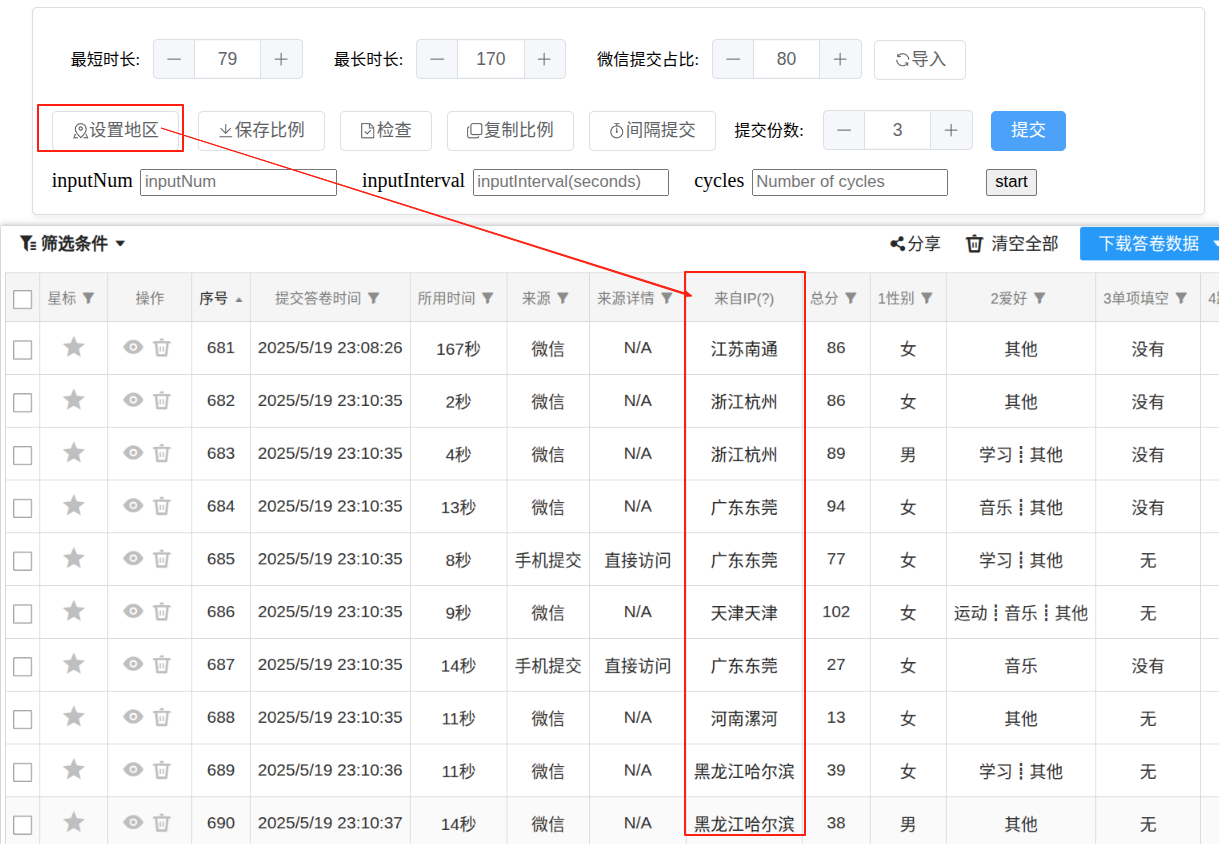 最短时长: 79 最长时长: 170 微信提交占比: 80 导入
设置地区 保存比例 检查 复制比例 间隔提交 提交份数: 3 提交
inputNum inputNum inputInterval inputInterval(seconds) cycles Number of cycles start
筛选条件 分享 清空全部 下载答卷数据
星标 操作 序号 提交答卷时间 所用时间 来源 来源详情 来自IP(?) 总分 1性别 2爱好 3单项填空
681 2025/5/19 23:08:26 167秒 微信 N/A 江苏南通 86 女 其他 没有
682 2025/5/19 23:10:35 2秒 微信 N/A 浙江杭州 86 女 其他 没有
683 2025/5/19 23:10:35 4秒 微信 N/A 浙江杭州 89 男 学习┋其他 没有
684 2025/5/19 23:10:35 13秒 微信 N/A 广东东莞 94 女 音乐┋其他 没有
685 2025/5/19 23:10:35 8秒 手机提交 直接访问 广东东莞 77 女 学习┋其他 无
686 2025/5/19 23:10:35 9秒 微信 N/A 天津天津 102 女 运动┋音乐┋其他 无
687 2025/5/19 23:10:35 14秒 手机提交 直接访问 广东东莞 27 女 音乐 没有
688 2025/5/19 23:10:35 11秒 微信 N/A 河南漯河 13 女 其他 无
689 2025/5/19 23:10:36 11秒 微信 N/A 黑龙江哈尔滨 39 女 学习┋其他 无
690 2025/5/19 23:10:37 14秒 微信 N/A 黑龙江哈尔滨 38 男 其他 无